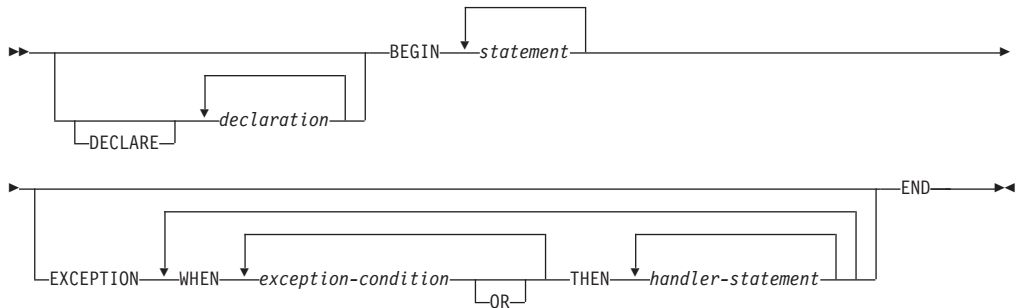 BEGIN statement
declaration
DECLARE
END
EXCEPTION WHEN exception-condition THEN handler-statement
OR